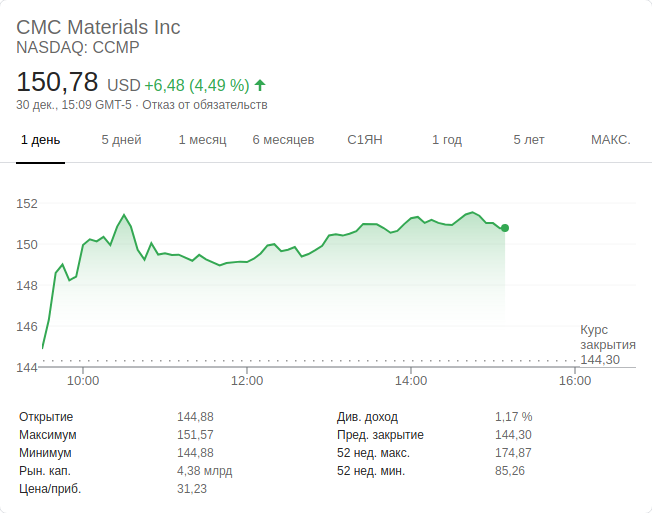 CMC Materials Inc
NASDAQ: CCMP
150,78 USD +6,48 (4,49 %)
30 дек., 15:09 GMT-5 · Отказ от обязательств
1 день 5 дней 1 месяц 6 месяцев С1ЯН 1 год 5 лет МАКС.
152
150
148
146
144
Курс
закрытия
144,30
10:00 12:00 14:00 16:00
Открытие 144,88 Див. доход 1,17 %
Максимум 151,57 Пред. закрытие 144,30
Минимум 144,88 52 нед. макс. 174,87
Рын. кап. 4,38 млрд 52 нед. мин. 85,26
Цена/приб. 31,23